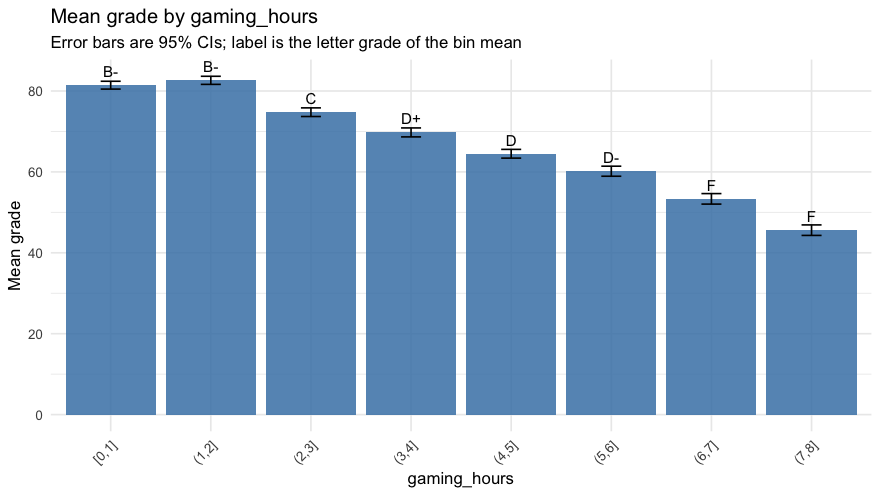 Mean grade by gaming_hours
Error bars are 95% CIs; label is the letter grade of the bin mean
B-
B-
C
D+
D
D-
F
F
Mean grade
80
60
40
20
0
[0,1]
(1,2]
(2,3]
(3,4]
(4,5]
(5,6]
(6,7]
(7,8]
gaming_hours